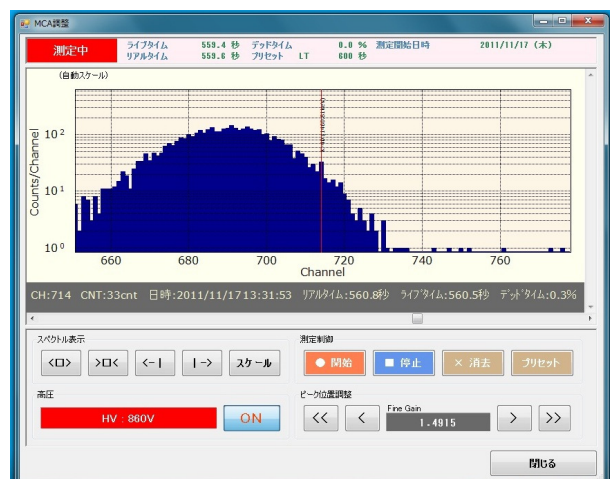 MCA調整
測定中 ライブタイム 559.4 秒 デッドタイム 0.0 % 測定開始日時 2011/11/17 (木)
リアルタイム 559.6 秒 プリセット LT 600 秒
(自動スケール)
Counts/Channel
10²
10¹
10⁰
660 680 700 720 740 760
Channel
CH:714 CNT:33cnt 日時:2011/11/1713:31:53 リアルタイム:560.8秒 ライブタイム:560.5秒 デッドタイム:0.3%
スペクトル表示 測定制御
<□> >□< <-| |-> スケール ● 開始 ■ 停止 × 消去 プリセット
高圧 ピーク位置調整
HV : 860V ON << < Fine Gain 1.4915 > >>
閉じる